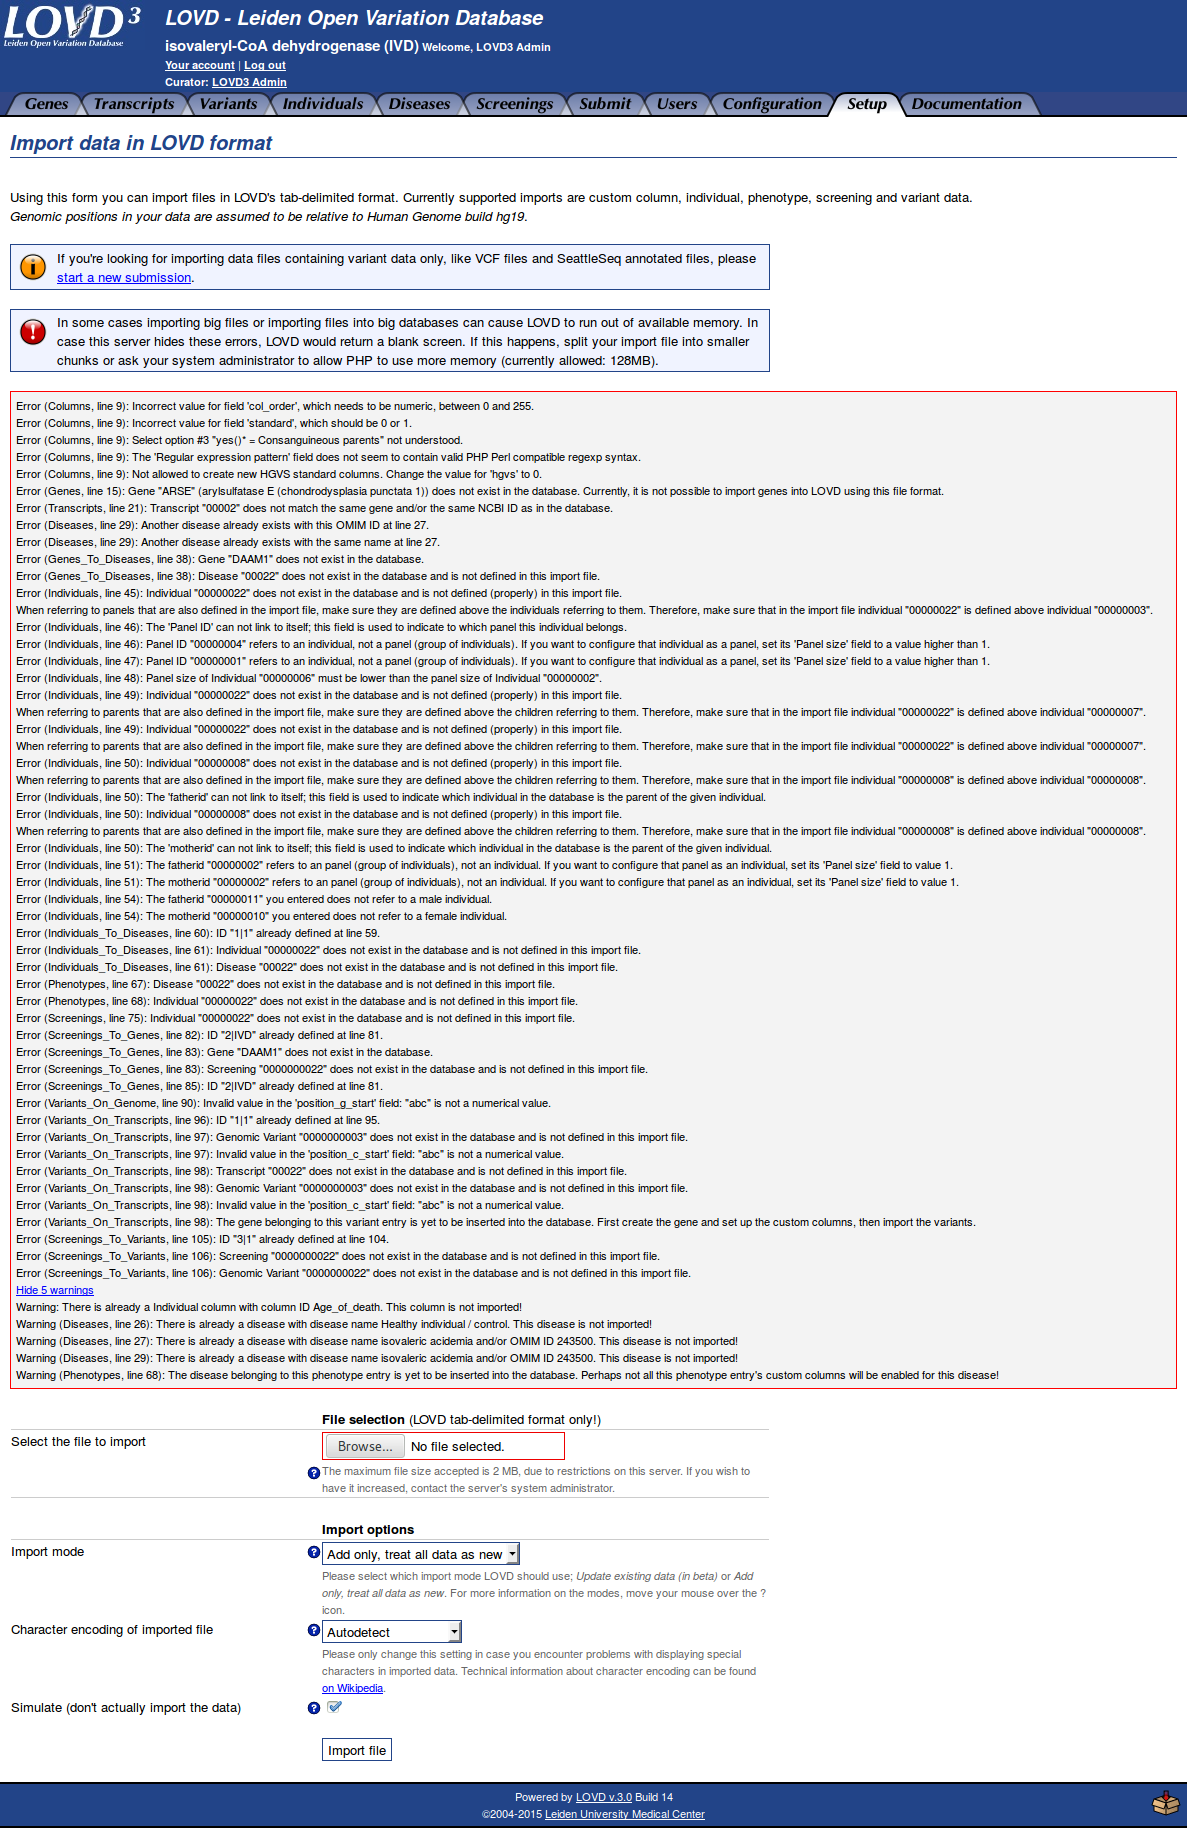 LOVD 3
Leiden Open Variation Database
LOVD - Leiden Open Variation Database
isovaleryl-CoA dehydrogenase (IVD) Welcome, LOVD3 Admin
Your account | Log out
Curator: LOVD3 Admin
Genes Transcripts Variants Individuals Diseases Screenings Submit Users Configuration Setup Documentation
Import data in LOVD format
Using this form you can import files in LOVD's tab-delimited format. Currently supported imports are custom column, individual, phenotype, screening and variant data.
Genomic positions in your data are assumed to be relative to Human Genome build hg19.
If you're looking for importing data files containing variant data only, like VCF files and SeattleSeq annotated files, please
start a new submission.
In some cases importing big files or importing files into big databases can cause LOVD to run out of available memory. In
case this server hides these errors, LOVD would return a blank screen. If this happens, split your import file into smaller
chunks or ask your system administrator to allow PHP to use more memory (currently allowed: 128MB).
Error (Columns, line 9): Incorrect value for field 'col_order', which needs to be numeric, between 0 and 255.
Error (Columns, line 9): Incorrect value for field 'standard', which should be 0 or 1.
Error (Columns, line 9): Select option #3 "yes()* = Consanguineous parents" not understood.
Error (Columns, line 9): The 'Regular expression pattern' field does not seem to contain valid PHP Perl compatible regexp syntax.
Error (Columns, line 9): Not allowed to create new HGVS standard columns. Change the value for 'hgvs' to 0.
Error (Genes, line 15): Gene "ARSE" (arylsulfatase E (chondrodysplasia punctata 1)) does not exist in the database. Currently, it is not possible to import genes into LOVD using this file format.
Error (Transcripts, line 21): Transcript "00002" does not match the same gene and/or the same NCBI ID as in the database.
Error (Diseases, line 29): Another disease already exists with this OMIM ID at line 27.
Error (Diseases, line 29): Another disease already exists with the same name at line 27.
Error (Genes_To_Diseases, line 38): Gene "DAAM1" does not exist in the database.
Error (Genes_To_Diseases, line 38): Disease "00022" does not exist in the database and is not defined in this import file.
Error (Individuals, line 45): Individual "00000022" does not exist in the database and is not defined (properly) in this import file.
When referring to panels that are also defined in the import file, make sure they are defined above the individuals referring to them. Therefore, make sure that in the import file individual "00000022" is defined above individual "00000003".
Error (Individuals, line 46): The 'Panel ID' can not link to itself; this field is used to indicate to which panel this individual belongs.
Error (Individuals, line 46): Panel ID "00000004" refers to an individual, not a panel (group of individuals). If you want to configure that individual as a panel, set its 'Panel size' field to a value higher than 1.
Error (Individuals, line 47): Panel ID "00000001" refers to an individual, not a panel (group of individuals). If you want to configure that individual as a panel, set its 'Panel size' field to a value higher than 1.
Error (Individuals, line 48): Panel size of Individual "00000006" must be lower than the panel size of Individual "00000002".
Error (Individuals, line 49): Individual "00000022" does not exist in the database and is not defined (properly) in this import file.
When referring to parents that are also defined in the import file, make sure they are defined above the children referring to them. Therefore, make sure that in the import file individual "00000022" is defined above individual "00000007".
Error (Individuals, line 49): Individual "00000022" does not exist in the database and is not defined (properly) in this import file.
When referring to parents that are also defined in the import file, make sure they are defined above the children referring to them. Therefore, make sure that in the import file individual "00000022" is defined above individual "00000007".
Error (Individuals, line 50): Individual "00000008" does not exist in the database and is not defined (properly) in this import file.
When referring to parents that are also defined in the import file, make sure they are defined above the children referring to them. Therefore, make sure that in the import file individual "00000008" is defined above individual "00000008".
Error (Individuals, line 50): The 'fatherid' can not link to itself; this field is used to indicate which individual in the database is the parent of the given individual.
Error (Individuals, line 50): Individual "00000008" does not exist in the database and is not defined (properly) in this import file.
When referring to parents that are also defined in the import file, make sure they are defined above the children referring to them. Therefore, make sure that in the import file individual "00000008" is defined above individual "00000008".
Error (Individuals, line 50): The 'motherid' can not link to itself; this field is used to indicate which individual in the database is the parent of the given individual.
Error (Individuals, line 51): The fatherid "00000002" refers to an panel (group of individuals), not an individual. If you want to configure that panel as an individual, set its 'Panel size' field to value 1.
Error (Individuals, line 51): The motherid "00000002" refers to an panel (group of individuals), not an individual. If you want to configure that panel as an individual, set its 'Panel size' field to value 1.
Error (Individuals, line 54): The fatherid "00000011" you entered does not refer to a male individual.
Error (Individuals, line 54): The motherid "00000010" you entered does not refer to a female individual.
Error (Individuals_To_Diseases, line 60): ID "1|1" already defined at line 59.
Error (Individuals_To_Diseases, line 61): Individual "00000022" does not exist in the database and is not defined in this import file.
Error (Individuals_To_Diseases, line 61): Disease "00022" does not exist in the database and is not defined in this import file.
Error (Phenotypes, line 67): Disease "00022" does not exist in the database and is not defined in this import file.
Error (Phenotypes, line 68): Individual "00000022" does not exist in the database and is not defined in this import file.
Error (Screenings, line 75): Individual "00000022" does not exist in the database and is not defined in this import file.
Error (Screenings_To_Genes, line 82): ID "2|IVD" already defined at line 81.
Error (Screenings_To_Genes, line 83): Gene "DAAM1" does not exist in the database.
Error (Screenings_To_Genes, line 83): Screening "0000000022" does not exist in the database and is not defined in this import file.
Error (Screenings_To_Genes, line 85): ID "2|IVD" already defined at line 81.
Error (Variants_On_Genome, line 90): Invalid value in the 'position_g_start' field: "abc" is not a numerical value.
Error (Variants_On_Transcripts, line 96): ID "1|1" already defined at line 95.
Error (Variants_On_Transcripts, line 97): Genomic Variant "0000000003" does not exist in the database and is not defined in this import file.
Error (Variants_On_Transcripts, line 97): Invalid value in the 'position_c_start' field: "abc" is not a numerical value.
Error (Variants_On_Transcripts, line 98): Transcript "00022" does not exist in the database and is not defined in this import file.
Error (Variants_On_Transcripts, line 98): Genomic Variant "0000000003" does not exist in the database and is not defined in this import file.
Error (Variants_On_Transcripts, line 98): Invalid value in the 'position_c_start' field: "abc" is not a numerical value.
Error (Variants_On_Transcripts, line 98): The gene belonging to this variant entry is yet to be inserted into the database. First create the gene and set up the custom columns, then import the variants.
Error (Screenings_To_Variants, line 105): ID "3|1" already defined at line 104.
Error (Screenings_To_Variants, line 106): Screening "0000000022" does not exist in the database and is not defined in this import file.
Error (Screenings_To_Variants, line 106): Genomic Variant "0000000022" does not exist in the database and is not defined in this import file.
Hide 5 warnings
Warning: There is already a Individual column with column ID Age_of_death. This column is not imported!
Warning (Diseases, line 26): There is already a disease with disease name Healthy individual / control. This disease is not imported!
Warning (Diseases, line 27): There is already a disease with disease name isovaleric acidemia and/or OMIM ID 243500. This disease is not imported!
Warning (Diseases, line 29): There is already a disease with disease name isovaleric acidemia and/or OMIM ID 243500. This disease is not imported!
Warning (Phenotypes, line 68): The disease belonging to this phenotype entry is yet to be inserted into the database. Perhaps not all this phenotype entry's custom columns will be enabled for this disease!
File selection (LOVD tab-delimited format only!)
Select the file to import
Browse... No file selected.
The maximum file size accepted is 2 MB, due to restrictions on this server. If you wish to
have it increased, contact the server's system administrator.
Import options
Import mode
Add only, treat all data as new
Please select which import mode LOVD should use; Update existing data (in beta) or Add
only, treat all data as new. For more information on the modes, move your mouse over the ?
icon.
Character encoding of imported file
Autodetect
Please only change this setting in case you encounter problems with displaying special
characters in imported data. Technical information about character encoding can be found
on Wikipedia.
Simulate (don't actually import the data)
Import file
Powered by LOVD v.3.0 Build 14
©2004-2015 Leiden University Medical Center